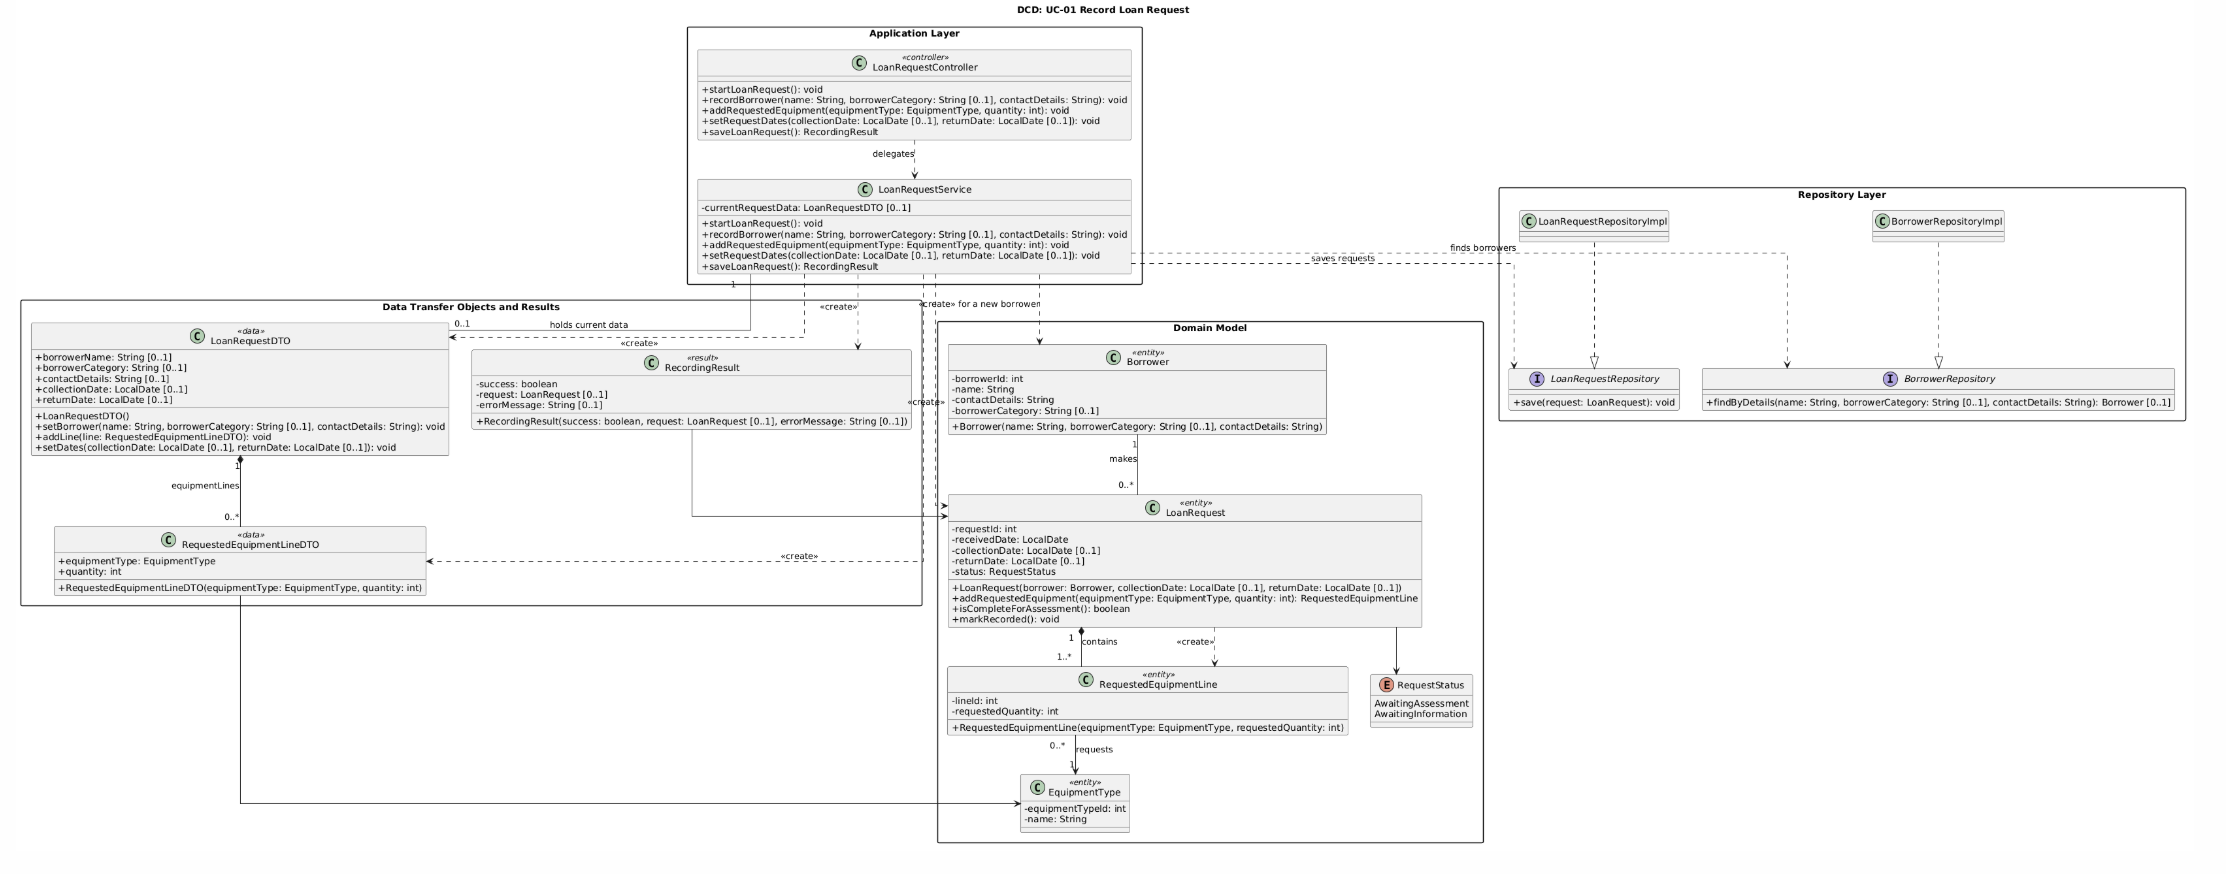 DCD: UC-01 Record Loan Request
Application Layer
«controller»
C
LoanRequestController
+startLoanRequest(): void
+recordBorrower(name: String, borrowerCategory: String [0..1], contactDetails: String): void
+addRequestedEquipment(equipmentType: EquipmentType, quantity: int): void
+setRequestDates(collectionDate: LocalDate [0..1], returnDate: LocalDate [0..1]): void
+saveLoanRequest(): RecordingResult
delegates
C
LoanRequestService
-currentRequestData: LoanRequestDTO [0..1]
+startLoanRequest(): void
+recordBorrower(name: String, borrowerCategory: String [0..1], contactDetails: String): void
+addRequestedEquipment(equipmentType: EquipmentType, quantity: int): void
+setRequestDates(collectionDate: LocalDate [0..1], returnDate: LocalDate [0..1]): void
+saveLoanRequest(): RecordingResult
Repository Layer
C
LoanRequestRepositoryImpl
C
BorrowerRepositoryImpl
finds borrowers
saves requests
I
LoanRequestRepository
+save(request: LoanRequest): void
I
BorrowerRepository
+findByDetails(name: String, borrowerCategory: String [0..1], contactDetails: String): Borrower [0..1]
1
«create»
«create» for a new borrower
Data Transfer Objects and Results
0..1
holds current data
«create»
«data»
C
LoanRequestDTO
+borrowerName: String [0..1]
+borrowerCategory: String [0..1]
+contactDetails: String [0..1]
+collectionDate: LocalDate [0..1]
+returnDate: LocalDate [0..1]
+LoanRequestDTO()
+setBorrower(name: String, borrowerCategory: String [0..1], contactDetails: String): void
+addLine(line: RequestedEquipmentLineDTO): void
+setDates(collectionDate: LocalDate [0..1], returnDate: LocalDate [0..1]): void
«result»
C
RecordingResult
-success: boolean
-request: LoanRequest [0..1]
-errorMessage: String [0..1]
+RecordingResult(success: boolean, request: LoanRequest [0..1], errorMessage: String [0..1])
«create»
1
equipmentLines
0..*
«data»
C
RequestedEquipmentLineDTO
+equipmentType: EquipmentType
+quantity: int
+RequestedEquipmentLineDTO(equipmentType: EquipmentType, quantity: int)
«create»
Domain Model
«entity»
C
Borrower
-borrowerId: int
-name: String
-contactDetails: String
-borrowerCategory: String [0..1]
+Borrower(name: String, borrowerCategory: String [0..1], contactDetails: String)
1
makes
0..*
«entity»
C
LoanRequest
-requestId: int
-receivedDate: LocalDate
-collectionDate: LocalDate [0..1]
-returnDate: LocalDate [0..1]
-status: RequestStatus
+LoanRequest(borrower: Borrower, collectionDate: LocalDate [0..1], returnDate: LocalDate [0..1])
+addRequestedEquipment(equipmentType: EquipmentType, quantity: int): RequestedEquipmentLine
+isCompleteForAssessment(): boolean
+markRecorded(): void
1
contains
«create»
1..*
«entity»
C
RequestedEquipmentLine
-lineId: int
-requestedQuantity: int
+RequestedEquipmentLine(equipmentType: EquipmentType, requestedQuantity: int)
E
RequestStatus
AwaitingAssessment
AwaitingInformation
0..*
requests
1
«entity»
C
EquipmentType
-equipmentTypeId: int
-name: String